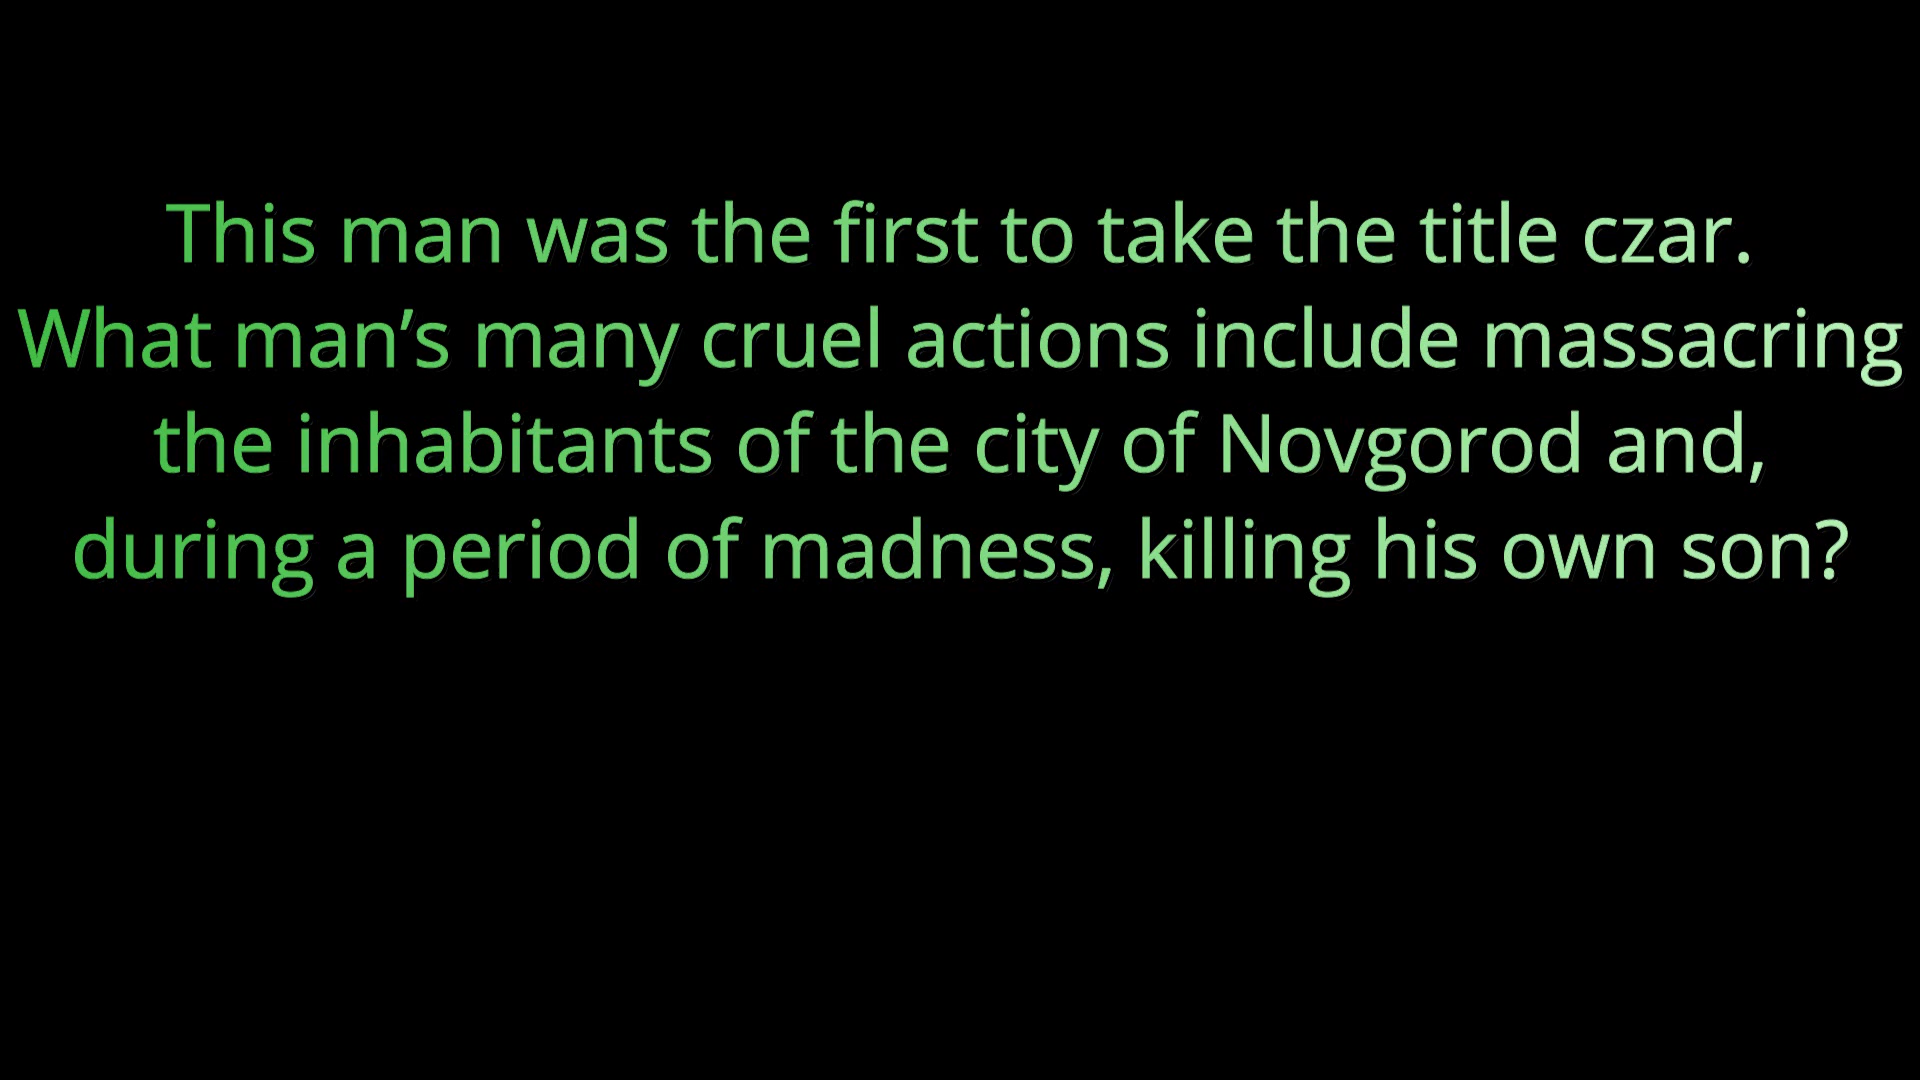 This man was the first to take the title czar.
What man’s many cruel actions include massacring
the inhabitants of the city of Novgorod and,
during a period of madness, killing his own son?